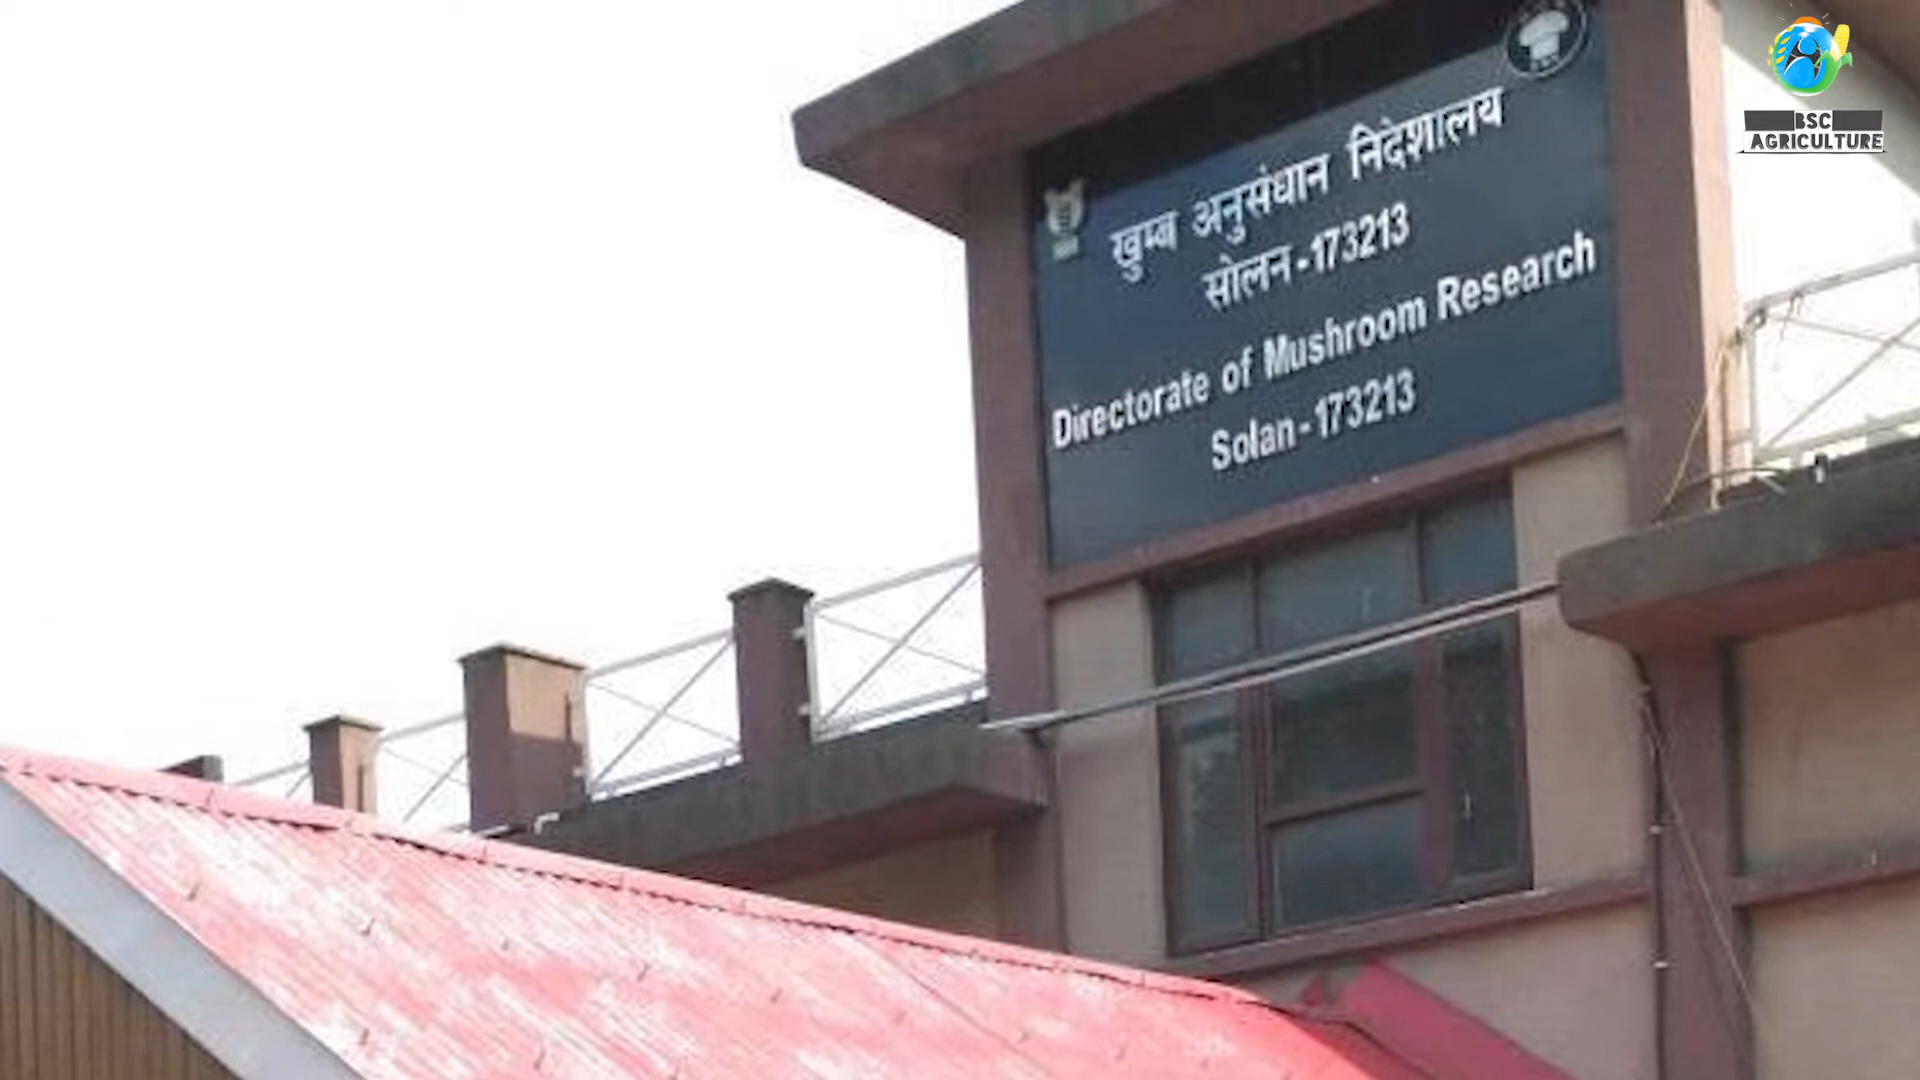 खुम्ब अनुसंधान निदेशालय
सोलन-173213
Directorate of Mushroom Research
Solan-173213
BSC
AGRICULTURE